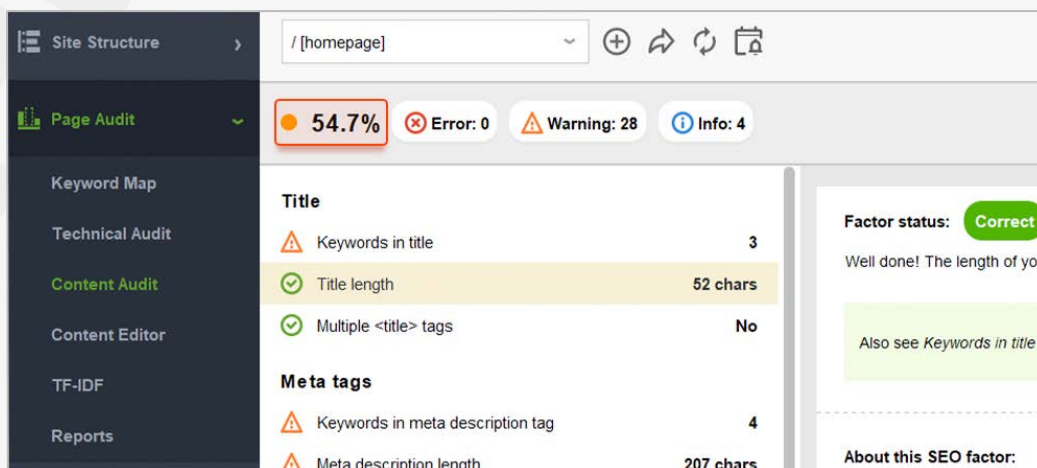 Site Structure
/ [homepage]
Page Audit
54.7% Error: 0 Warning: 28 Info: 4
Keyword Map
Technical Audit
Content Audit
Content Editor
TF-IDF
Reports
Title
Keywords in title 3
Title length 52 chars
Multiple <title> tags No
Meta tags
Keywords in meta description tag 4
Meta description length 207 chars
Factor status: Correct
Well done! The length of yo
Also see Keywords in title
About this SEO factor: